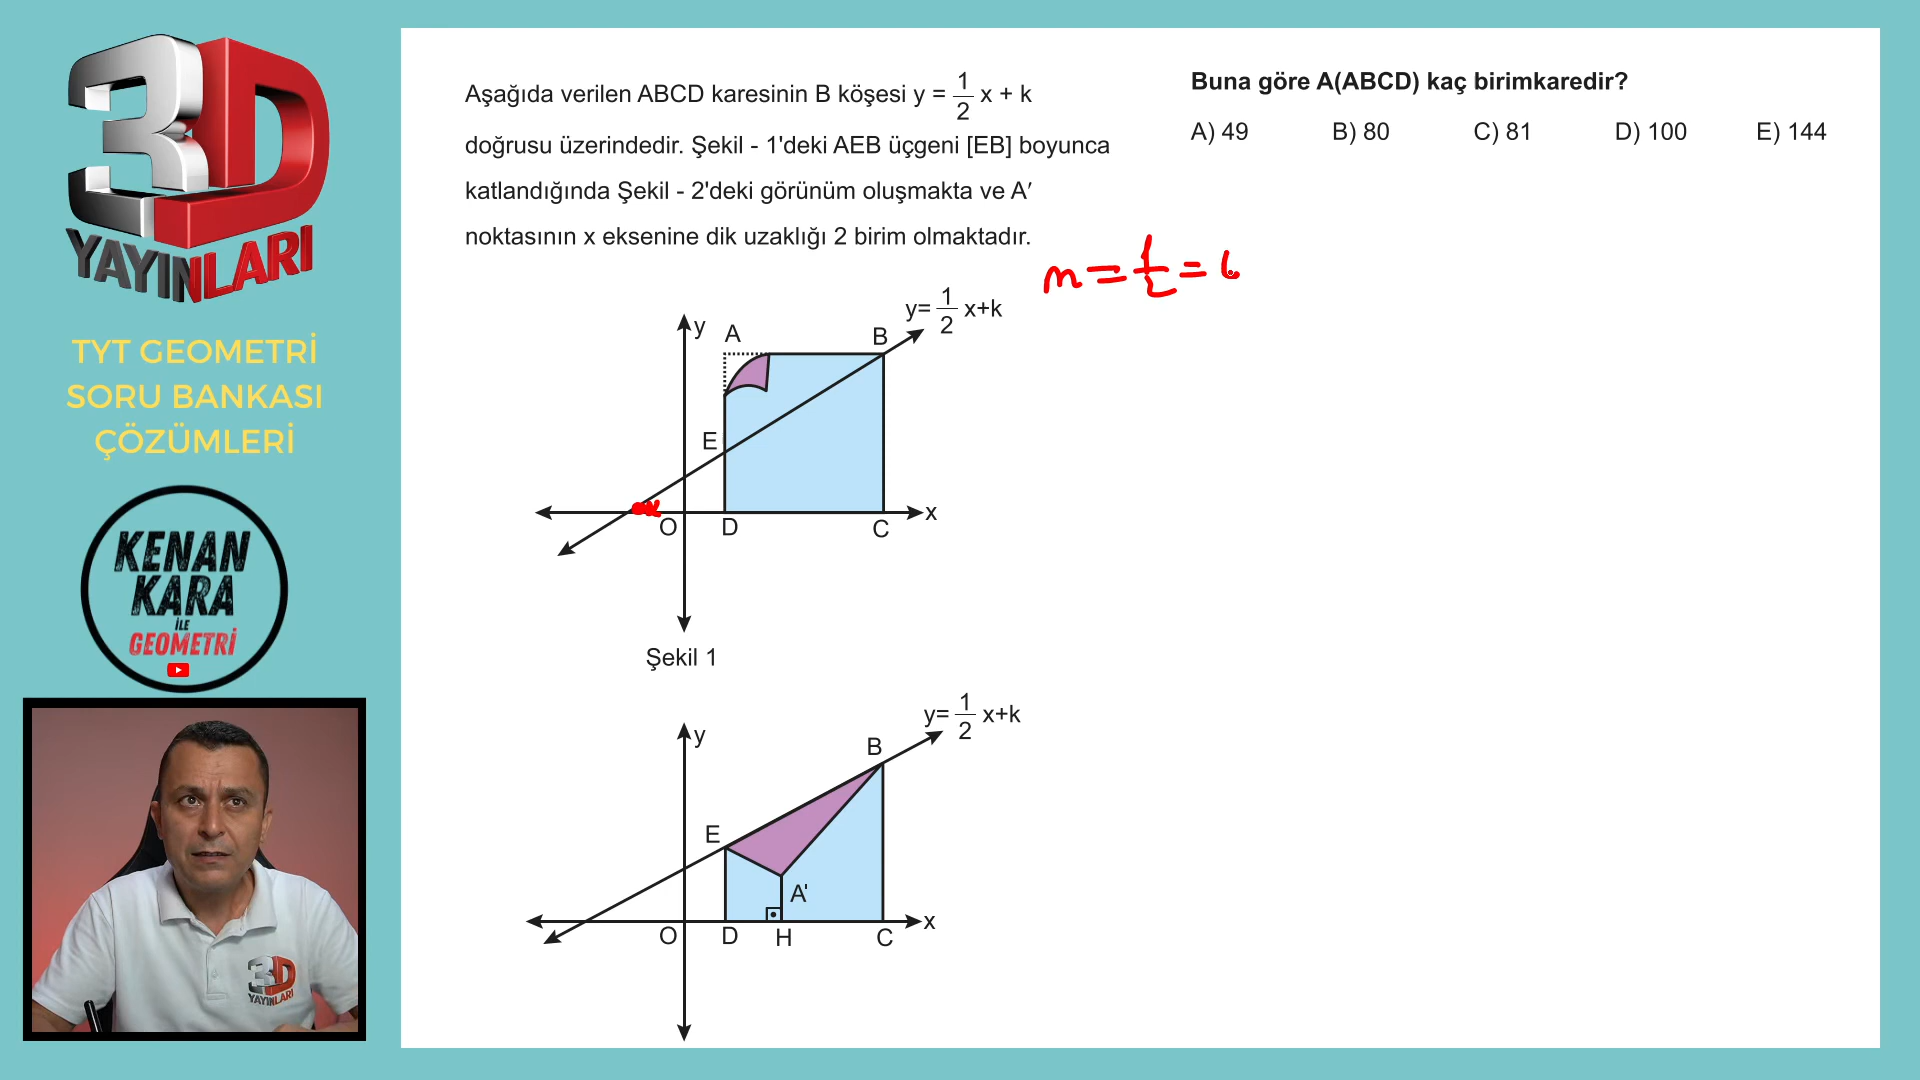 3D
YAYINLARI
TYT GEOMETRİ
SORU BANKASI
ÇÖZÜMLERİ
KENAN
KARA
İLE
GEOMETRİ
3D
YAYINLARI
Aşağıda verilen ABCD karesinin B köşesi y = 1/2 x + k
doğrusu üzerindedir. Şekil - 1'deki AEB üçgeni [EB] boyunca
katlandığında Şekil - 2'deki görünüm oluşmakta ve A′
noktasının x eksenine dik uzaklığı 2 birim olmaktadır.
m = 1/2 =
y= 1/2 x+k
y
A
B
E
O
D
C
x
Şekil 1
y= 1/2 x+k
y
B
E
A'
O
D
H
C
x
Buna göre A(ABCD) kaç birimkaredir?
A) 49 B) 80 C) 81 D) 100 E) 144